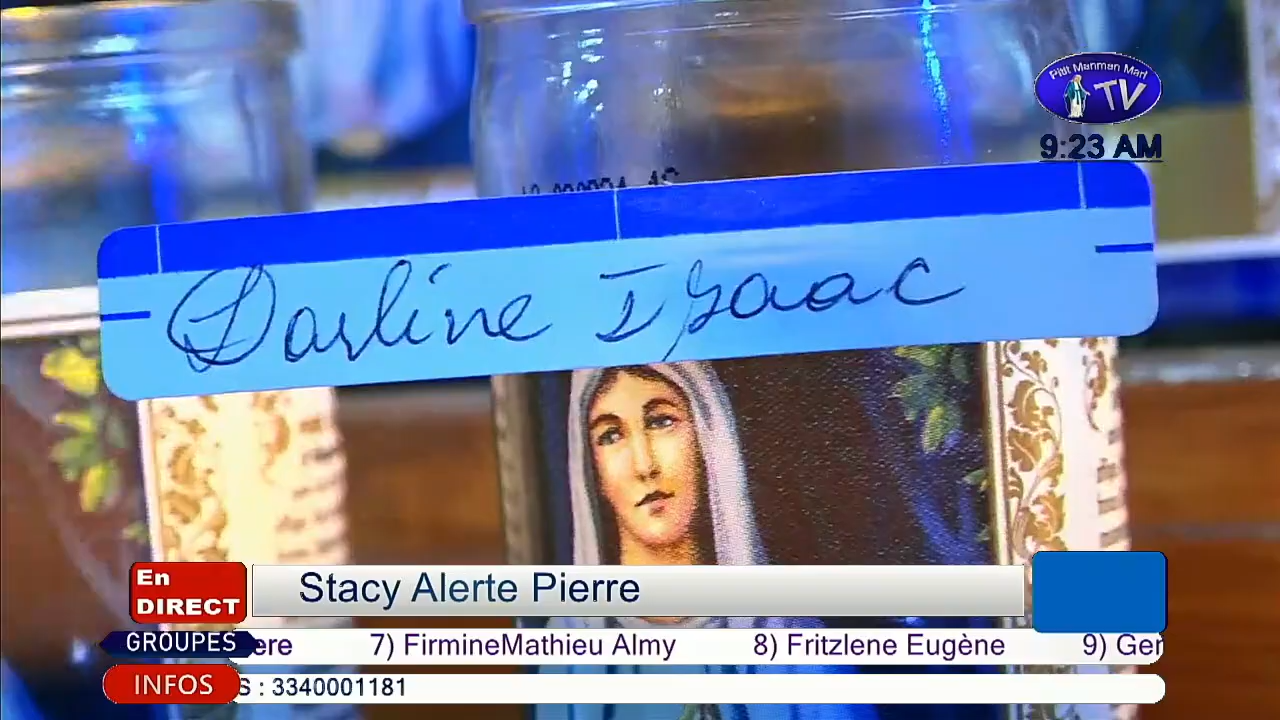 Pitit Manman Mari
TV
9:23 AM
Darline Isaac
En
DIRECT
Stacy Alerte Pierre
GROUPES
ere 7) FirmineMathieu Almy 8) Fritzlene Eugène 9) Ger
INFOS
S : 3340001181